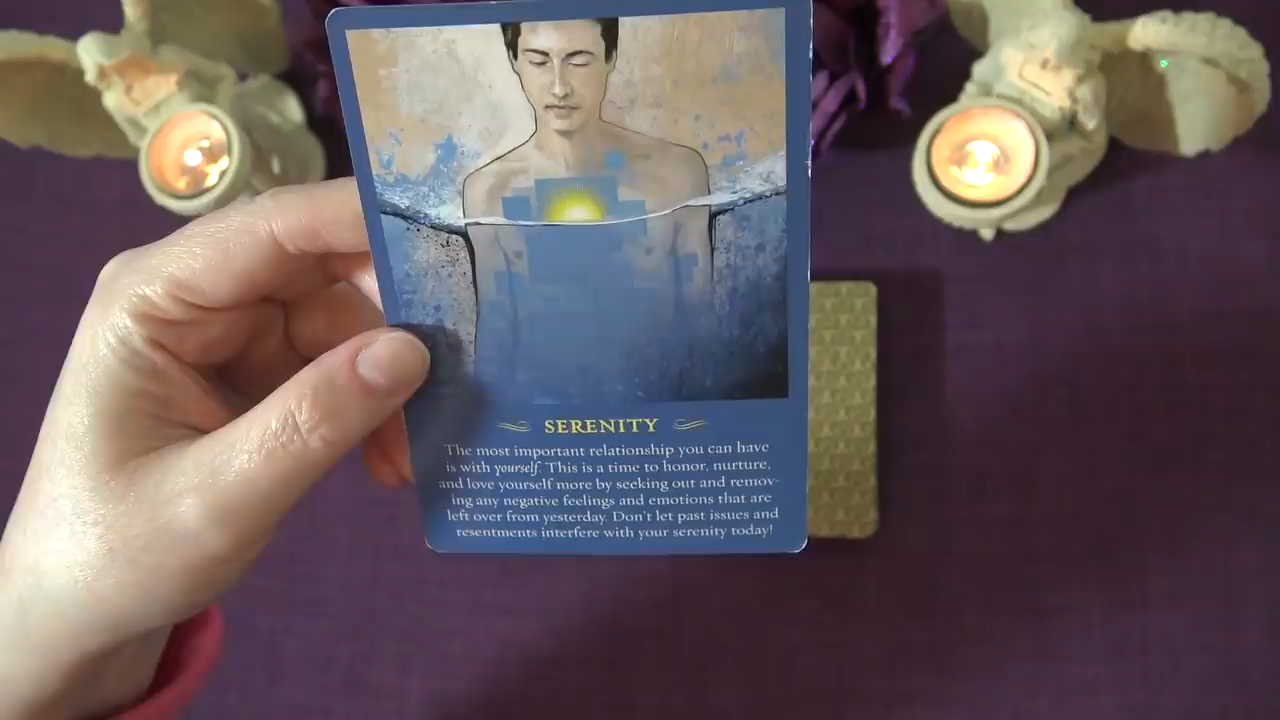 SERENITY
The most important relationship you can have
is with yourself. This is a time to honor, nurture,
and love yourself more by seeking out and remov-
ing any negative feelings and emotions that are
left over from yesterday. Don't let past issues and
resentments interfere with your serenity today!